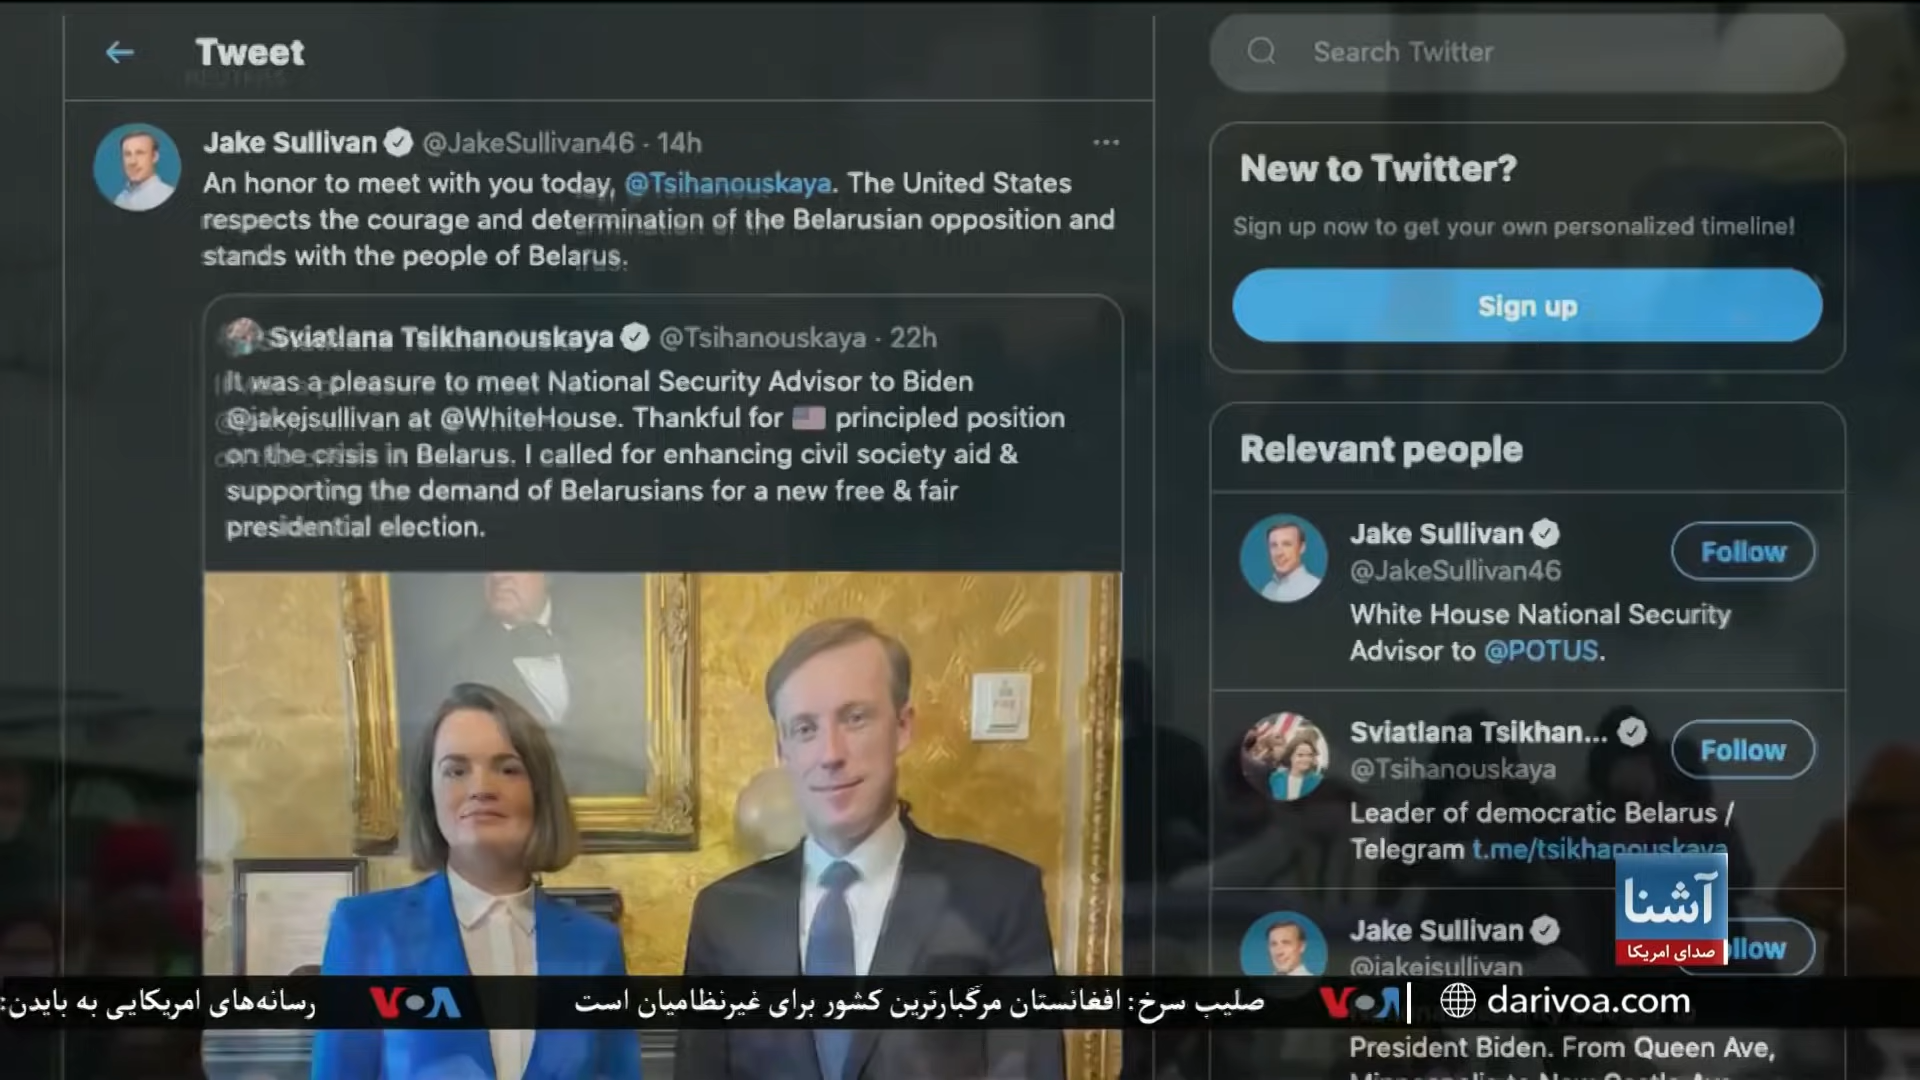 Tweet
Jake Sullivan @JakeSullivan46 · 14h
An honor to meet with you today, @Tsihanouskaya. The United States
respects the courage and determination of the Belarusian opposition and
stands with the people of Belarus.
Sviatlana Tsikhanouskaya @Tsihanouskaya · 22h
It was a pleasure to meet National Security Advisor to Biden
@jakejsullivan at @WhiteHouse. Thankful for principled position
on the crisis in Belarus. I called for enhancing civil society aid &
supporting the demand of Belarusians for a new free & fair
presidential election.
Search Twitter
New to Twitter?
Sign up now to get your own personalized timeline!
Sign up
Relevant people
Jake Sullivan
Follow
@JakeSullivan46
White House National Security
Advisor to @POTUS.
Sviatlana Tsikhan...
Follow
@Tsihanouskaya
Leader of democratic Belarus /
Telegram t.me/tsikhanouskaya
Jake Sullivan
@jakejsullivan
President Biden. From Queen Ave,
آشنا
صدای امریکا
رسانه‌های امریکایی به بایدن:
VOA
صلیب سرخ: افغانستان مرگبارترین کشور برای غیرنظامیان است
VOA
darivoa.com